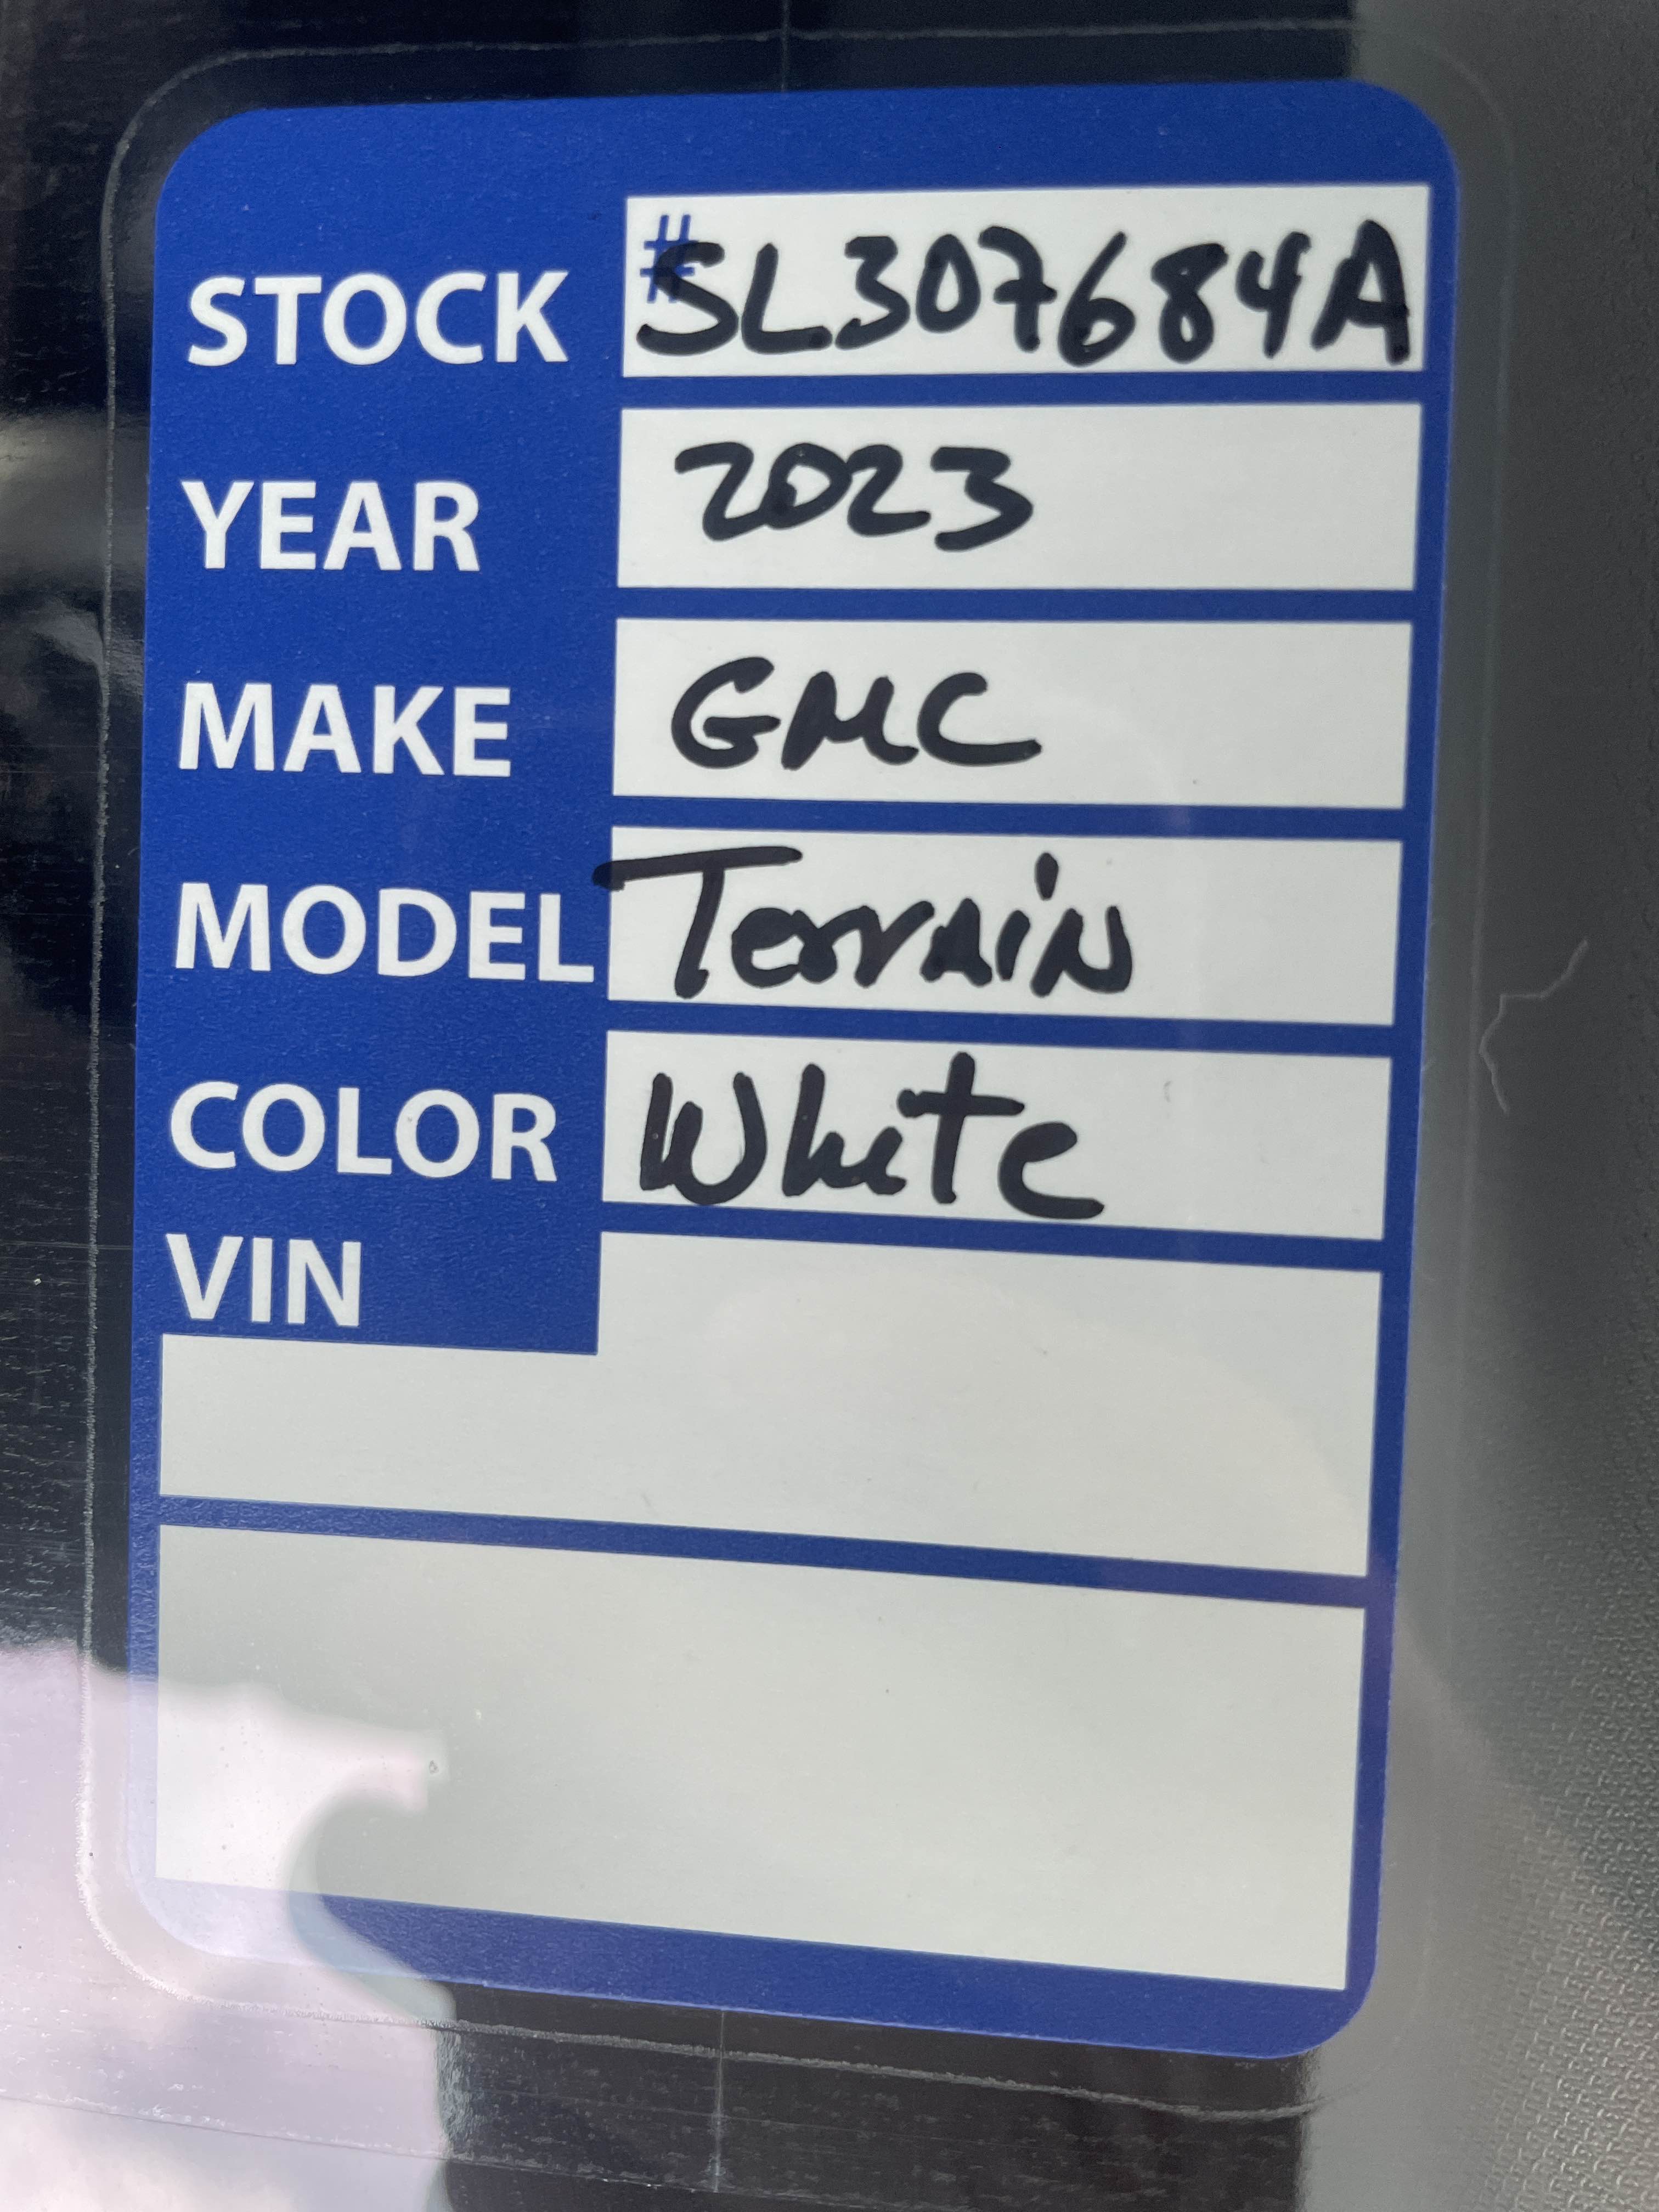 STOCK #SL307684A
YEAR 2023
MAKE GMC
MODEL Terrain
COLOR White
VIN